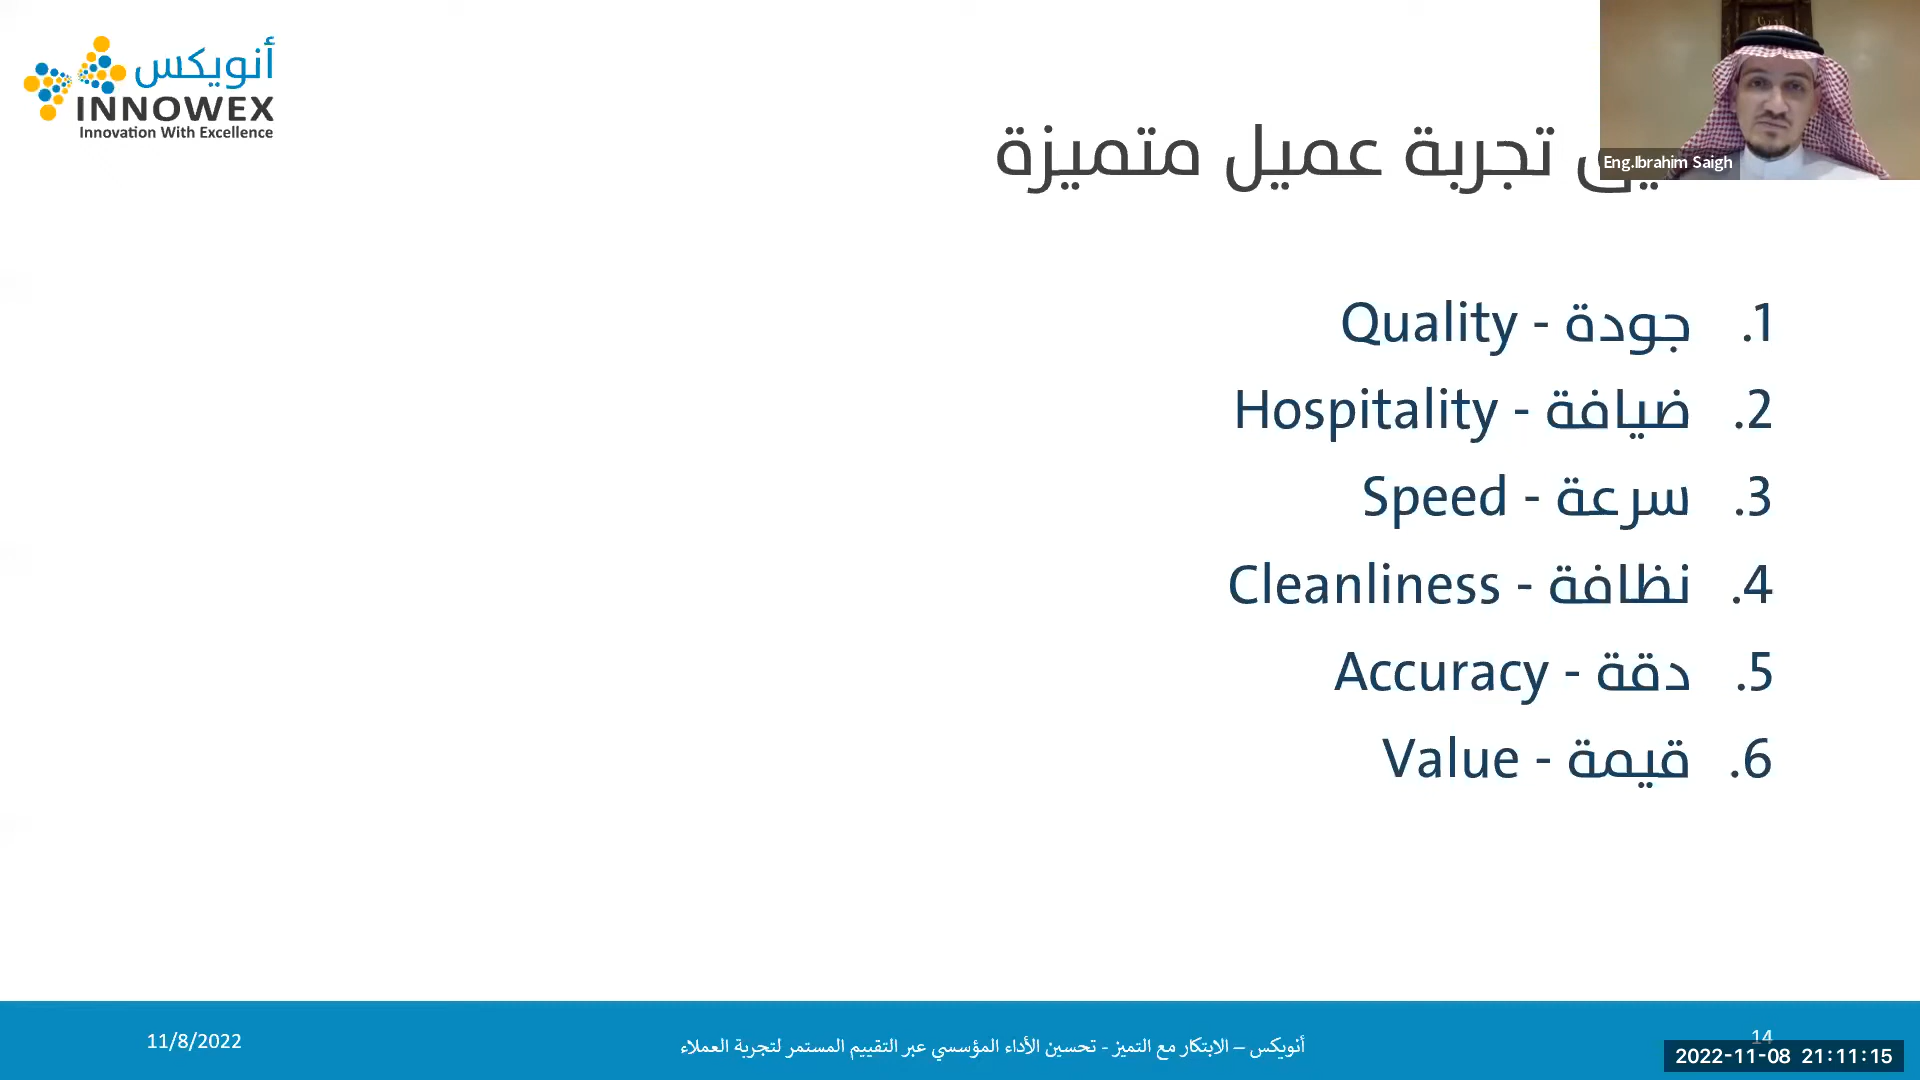 أنويكس
INNOWEX
Innovation With Excellence
تجربة عميل متميزة
Eng.Ibrahim Saigh
1. جودة - Quality
2. ضيافة - Hospitality
3. سرعة - Speed
4. نظافة - Cleanliness
5. دقة - Accuracy
6. قيمة - Value
11/8/2022
أنويكس – الابتكار مع التميز - تحسين الأداء المؤسسي عبر التقييم المستمر لتجربة العملاء
14
2022-11-08 21:11:15